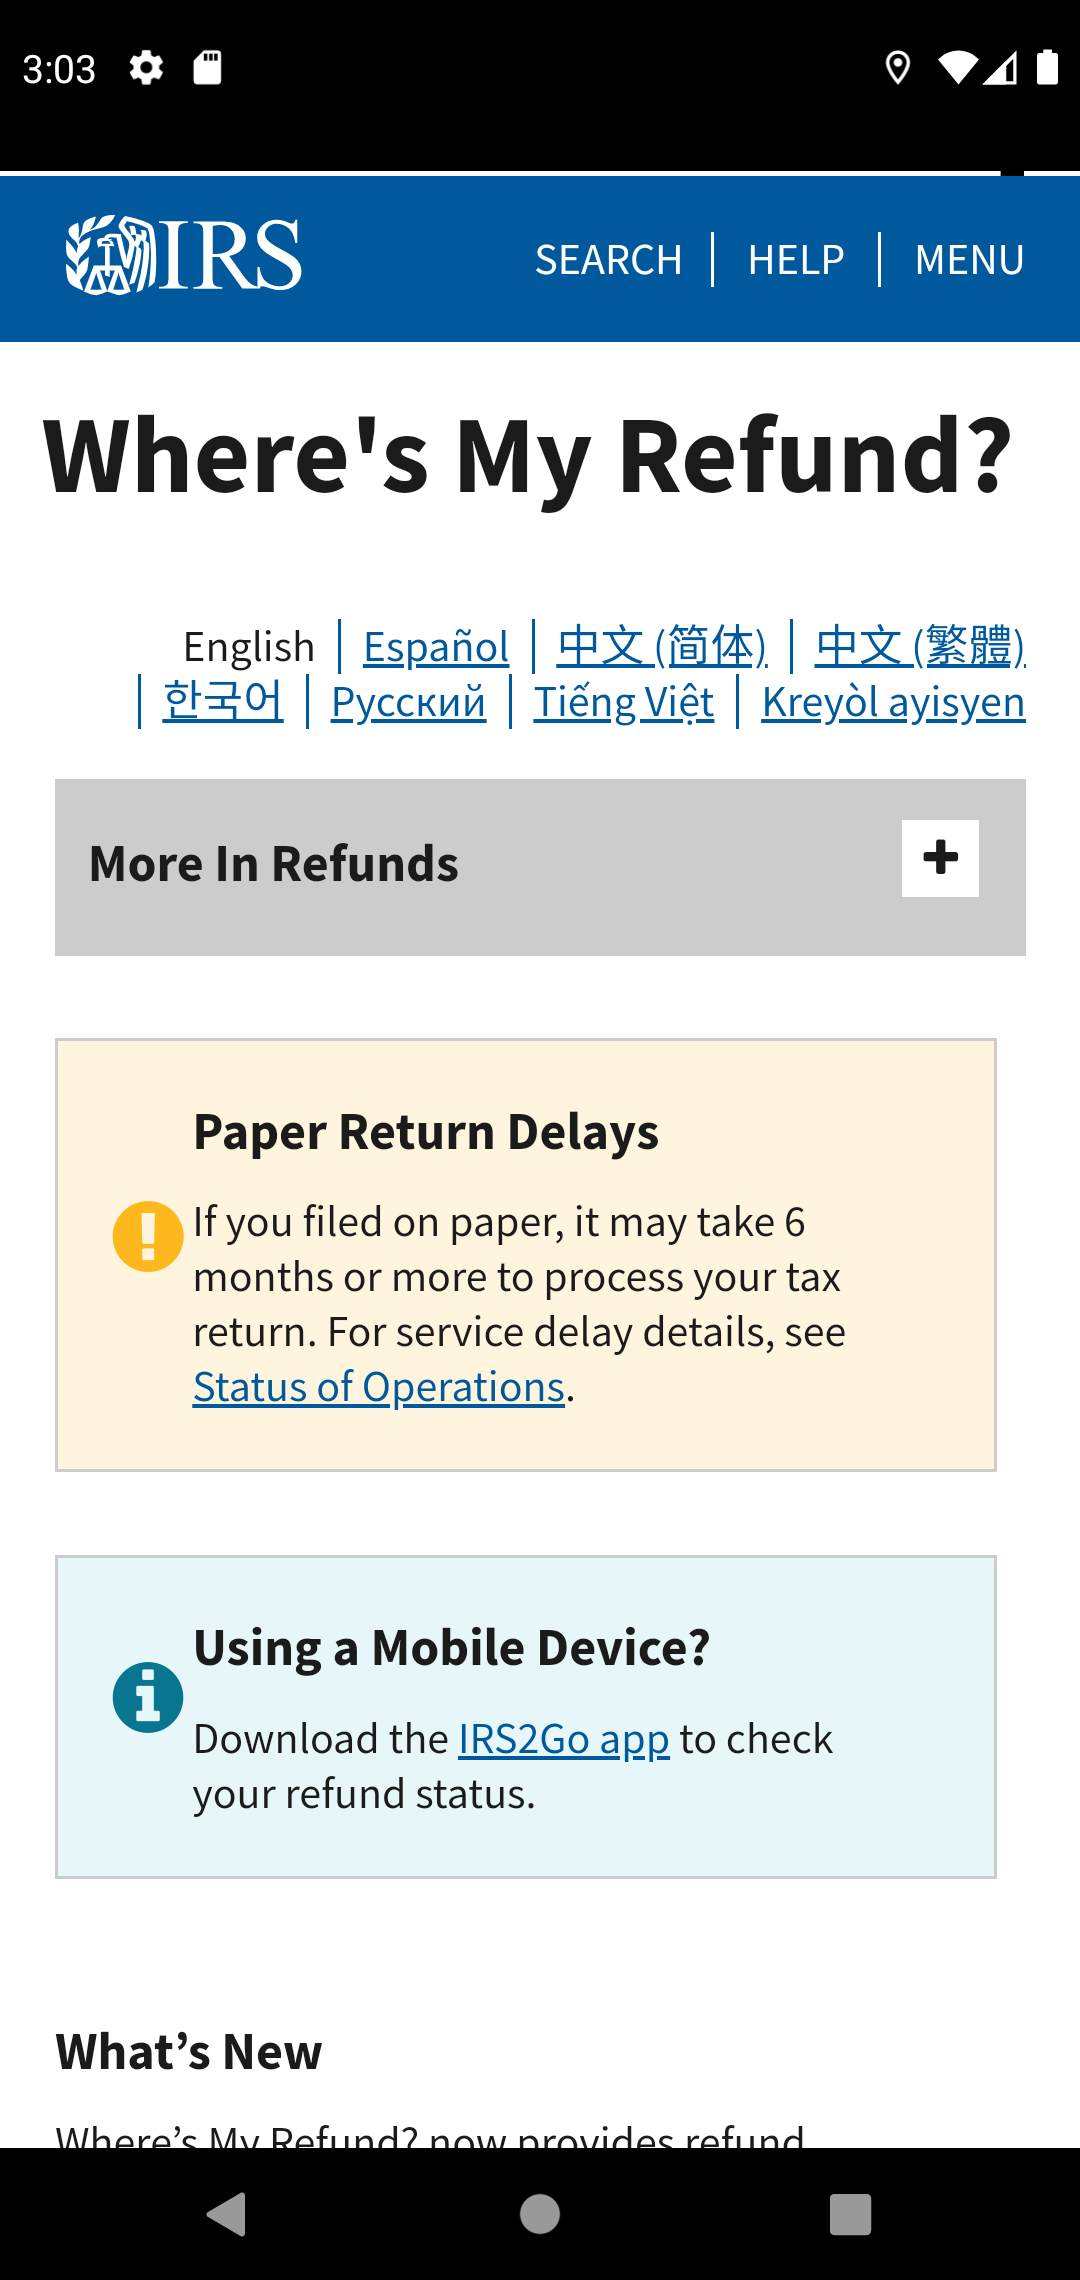 3:03
IRS
SEARCH | HELP | MENU
Where's My Refund?
English | Español | 中文 (简体) | 中文 (繁體)
| 한국어 | Русский | Tiếng Việt | Kreyòl ayisyen
More In Refunds
Paper Return Delays
If you filed on paper, it may take 6
months or more to process your tax
return. For service delay details, see
Status of Operations.
Using a Mobile Device?
Download the IRS2Go app to check
your refund status.
What’s New
Where’s My Refund? now provides refund